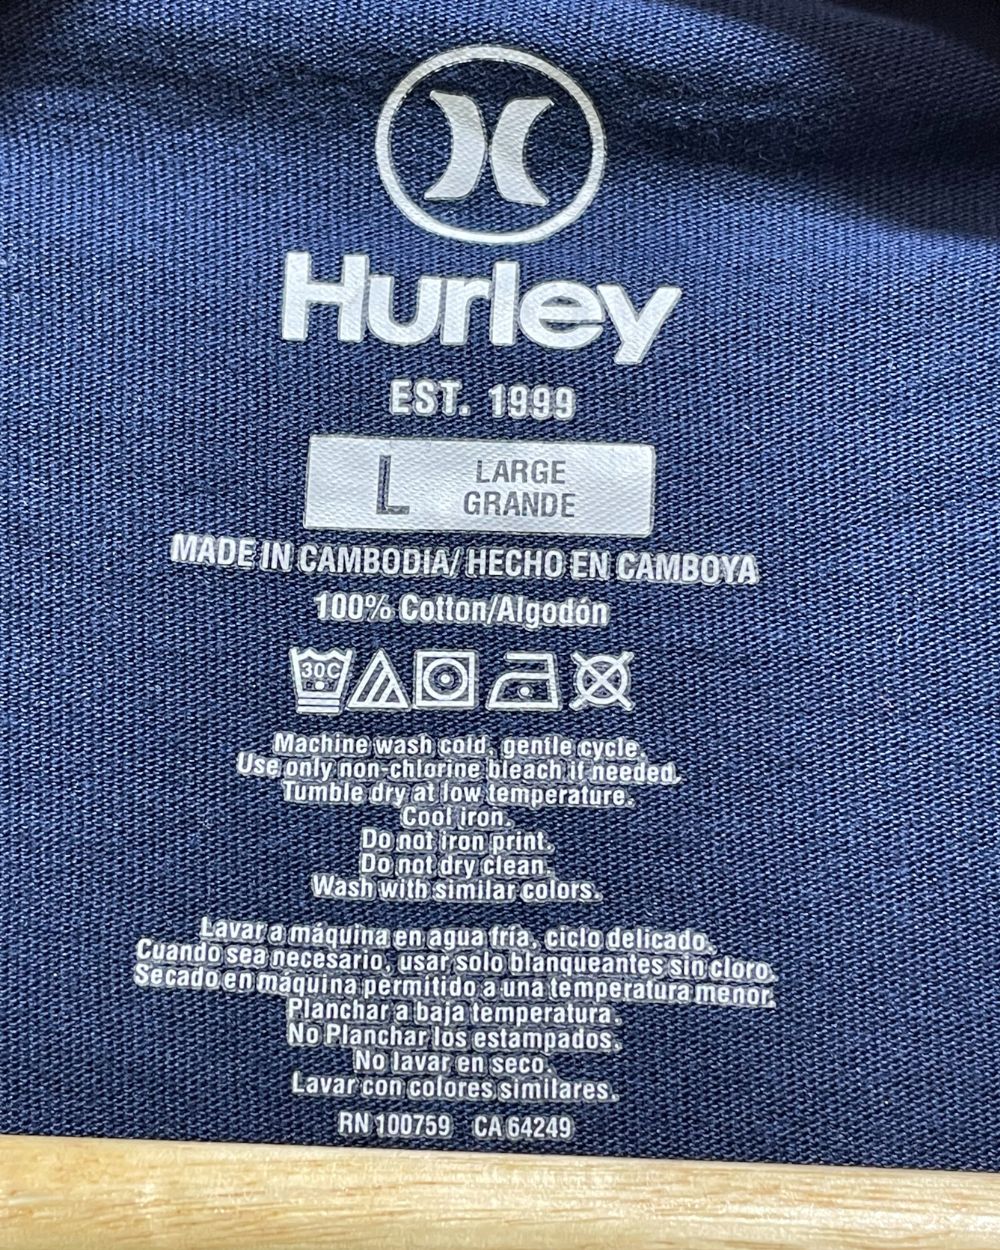 Hurley
EST. 1999
L LARGE
GRANDE
MADE IN CAMBODIA/ HECHO EN CAMBOYA
100% Cotton/Algodón
30C
Machine wash cold, gentle cycle.
Use only non-chlorine bleach if needed.
Tumble dry at low temperature.
Cool iron.
Do not iron print.
Do not dry clean.
Wash with similar colors.
Lavar a máquina en agua fría, ciclo delicado.
Cuando sea necesario, usar solo blanqueantes sin cloro.
Secado en máquina permitido a una temperatura menor.
Planchar a baja temperatura.
No Planchar los estampados.
No lavar en seco.
Lavar con colores similares.
RN 100759 CA 64249